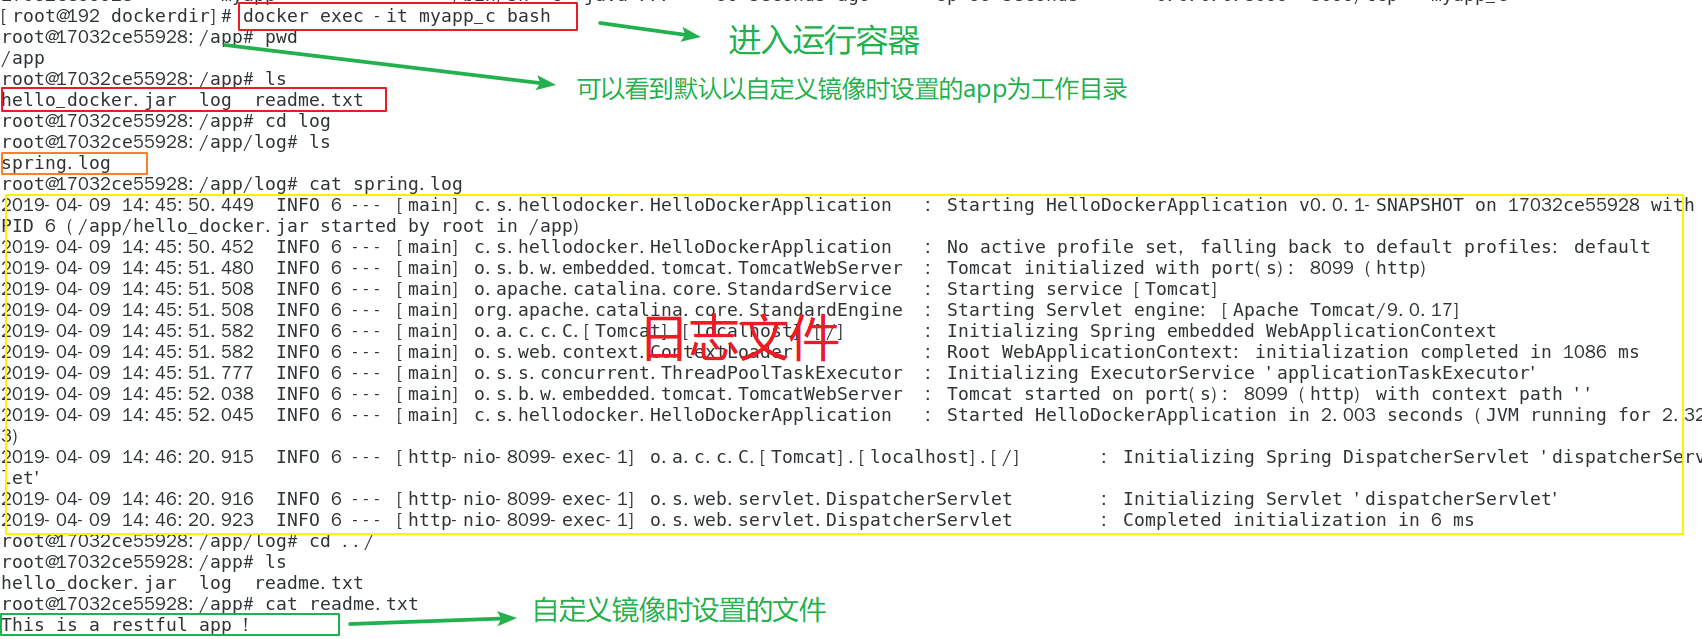 [root@192 dockerdir]# docker exec -it myapp_c bash
进入运行容器
root@17032ce55928:/app# pwd
/app
可以看到默认以自定义镜像时设置的app为工作目录
root@17032ce55928:/app# ls
hello_docker.jar  log  readme.txt
root@17032ce55928:/app# cd log
root@17032ce55928:/app/log# ls
spring.log
root@17032ce55928:/app/log# cat spring.log
2019-04-09 14:45:50.449  INFO 6 --- [main] c.s.hellodocker.HelloDockerApplication   : Starting HelloDockerApplication v0.0.1-SNAPSHOT on 17032ce55928 with
PID 6 (/app/hello_docker.jar started by root in /app)
2019-04-09 14:45:50.452  INFO 6 --- [main] c.s.hellodocker.HelloDockerApplication   : No active profile set, falling back to default profiles: default
2019-04-09 14:45:51.480  INFO 6 --- [main] o.s.b.w.embedded.tomcat.TomcatWebServer  : Tomcat initialized with port(s): 8099 (http)
2019-04-09 14:45:51.508  INFO 6 --- [main] o.apache.catalina.core.StandardService   : Starting service [Tomcat]
2019-04-09 14:45:51.508  INFO 6 --- [main] org.apache.catalina.core.StandardEngine  : Starting Servlet engine: [Apache Tomcat/9.0.17]
2019-04-09 14:45:51.582  INFO 6 --- [main] o.a.c.c.C.[Tomcat].[localhost].[/]       : Initializing Spring embedded WebApplicationContext
日志文件
2019-04-09 14:45:51.582  INFO 6 --- [main] o.s.web.context.ContextLoader            : Root WebApplicationContext: initialization completed in 1086 ms
2019-04-09 14:45:51.777  INFO 6 --- [main] o.s.s.concurrent.ThreadPoolTaskExecutor  : Initializing ExecutorService 'applicationTaskExecutor'
2019-04-09 14:45:52.038  INFO 6 --- [main] o.s.b.w.embedded.tomcat.TomcatWebServer  : Tomcat started on port(s): 8099 (http) with context path ''
2019-04-09 14:45:52.045  INFO 6 --- [main] c.s.hellodocker.HelloDockerApplication   : Started HelloDockerApplication in 2.003 seconds (JVM running for 2.32
3)
2019-04-09 14:46:20.915  INFO 6 --- [http-nio-8099-exec-1] o.a.c.c.C.[Tomcat].[localhost].[/]       : Initializing Spring DispatcherServlet 'dispatcherServ
let'
2019-04-09 14:46:20.916  INFO 6 --- [http-nio-8099-exec-1] o.s.web.servlet.DispatcherServlet        : Initializing Servlet 'dispatcherServlet'
2019-04-09 14:46:20.923  INFO 6 --- [http-nio-8099-exec-1] o.s.web.servlet.DispatcherServlet        : Completed initialization in 6 ms
root@17032ce55928:/app/log# cd ../
root@17032ce55928:/app# ls
hello_docker.jar  log  readme.txt
root@17032ce55928:/app# cat readme.txt
自定义镜像时设置的文件
This is a restful app !